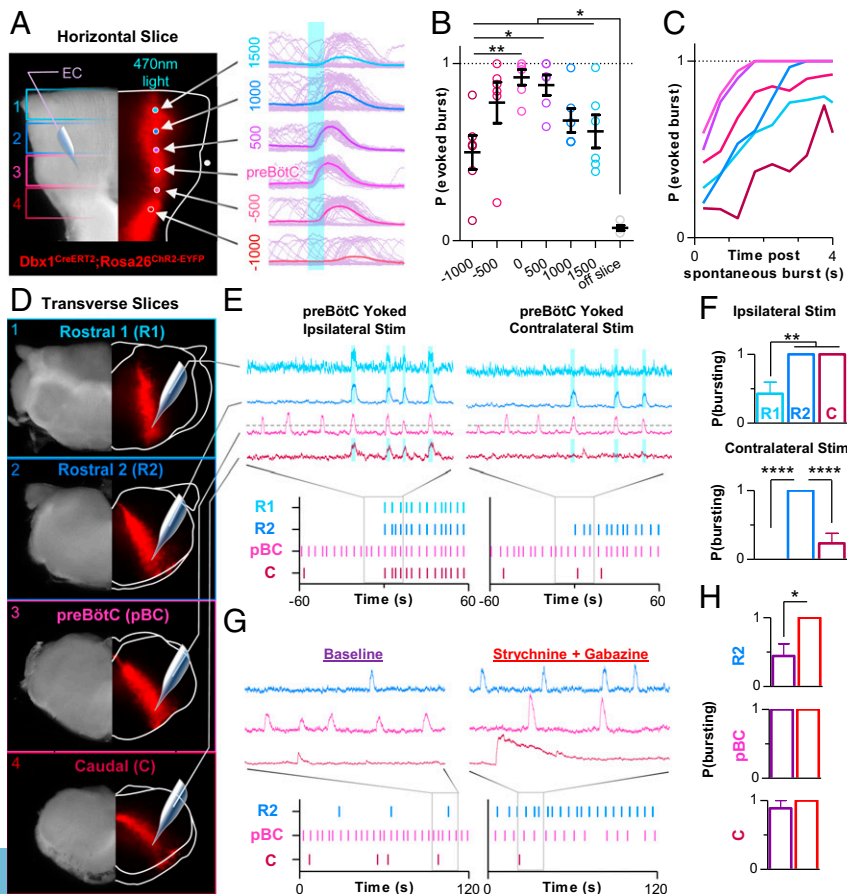 A
Horizontal Slice
EC
470nm
light
1
2
3
4
Dbx1CreERT2;Rosa26ChR2-EYFP
1500
1000
500
preBötC
-500
-1000
B
*
*
**
P (evoked burst)
1
0
-1000
-500
0
500
1000
1500
off slice
C
P (evoked burst)
1
0
0
Time post
spontaneous burst (s)
4
D
Transverse Slices
1
Rostral 1 (R1)
2
Rostral 2 (R2)
3
preBötC (pBC)
4
Caudal (C)
E
preBötC Yoked
Ipsilateral Stim
preBötC Yoked
Contralateral Stim
R1
R2
pBC
C
-60
Time (s)
60
-60
Time (s)
60
F
Ipsilateral Stim
**
P(bursting)
1
0
R1
R2
C
Contralateral Stim
****
****
P(bursting)
1
0
G
Baseline
Strychnine + Gabazine
R2
pBC
C
0
Time (s)
120
0
Time (s)
120
H
*
R2
1
0
P(bursting)
pBC
1
0
C
1
0